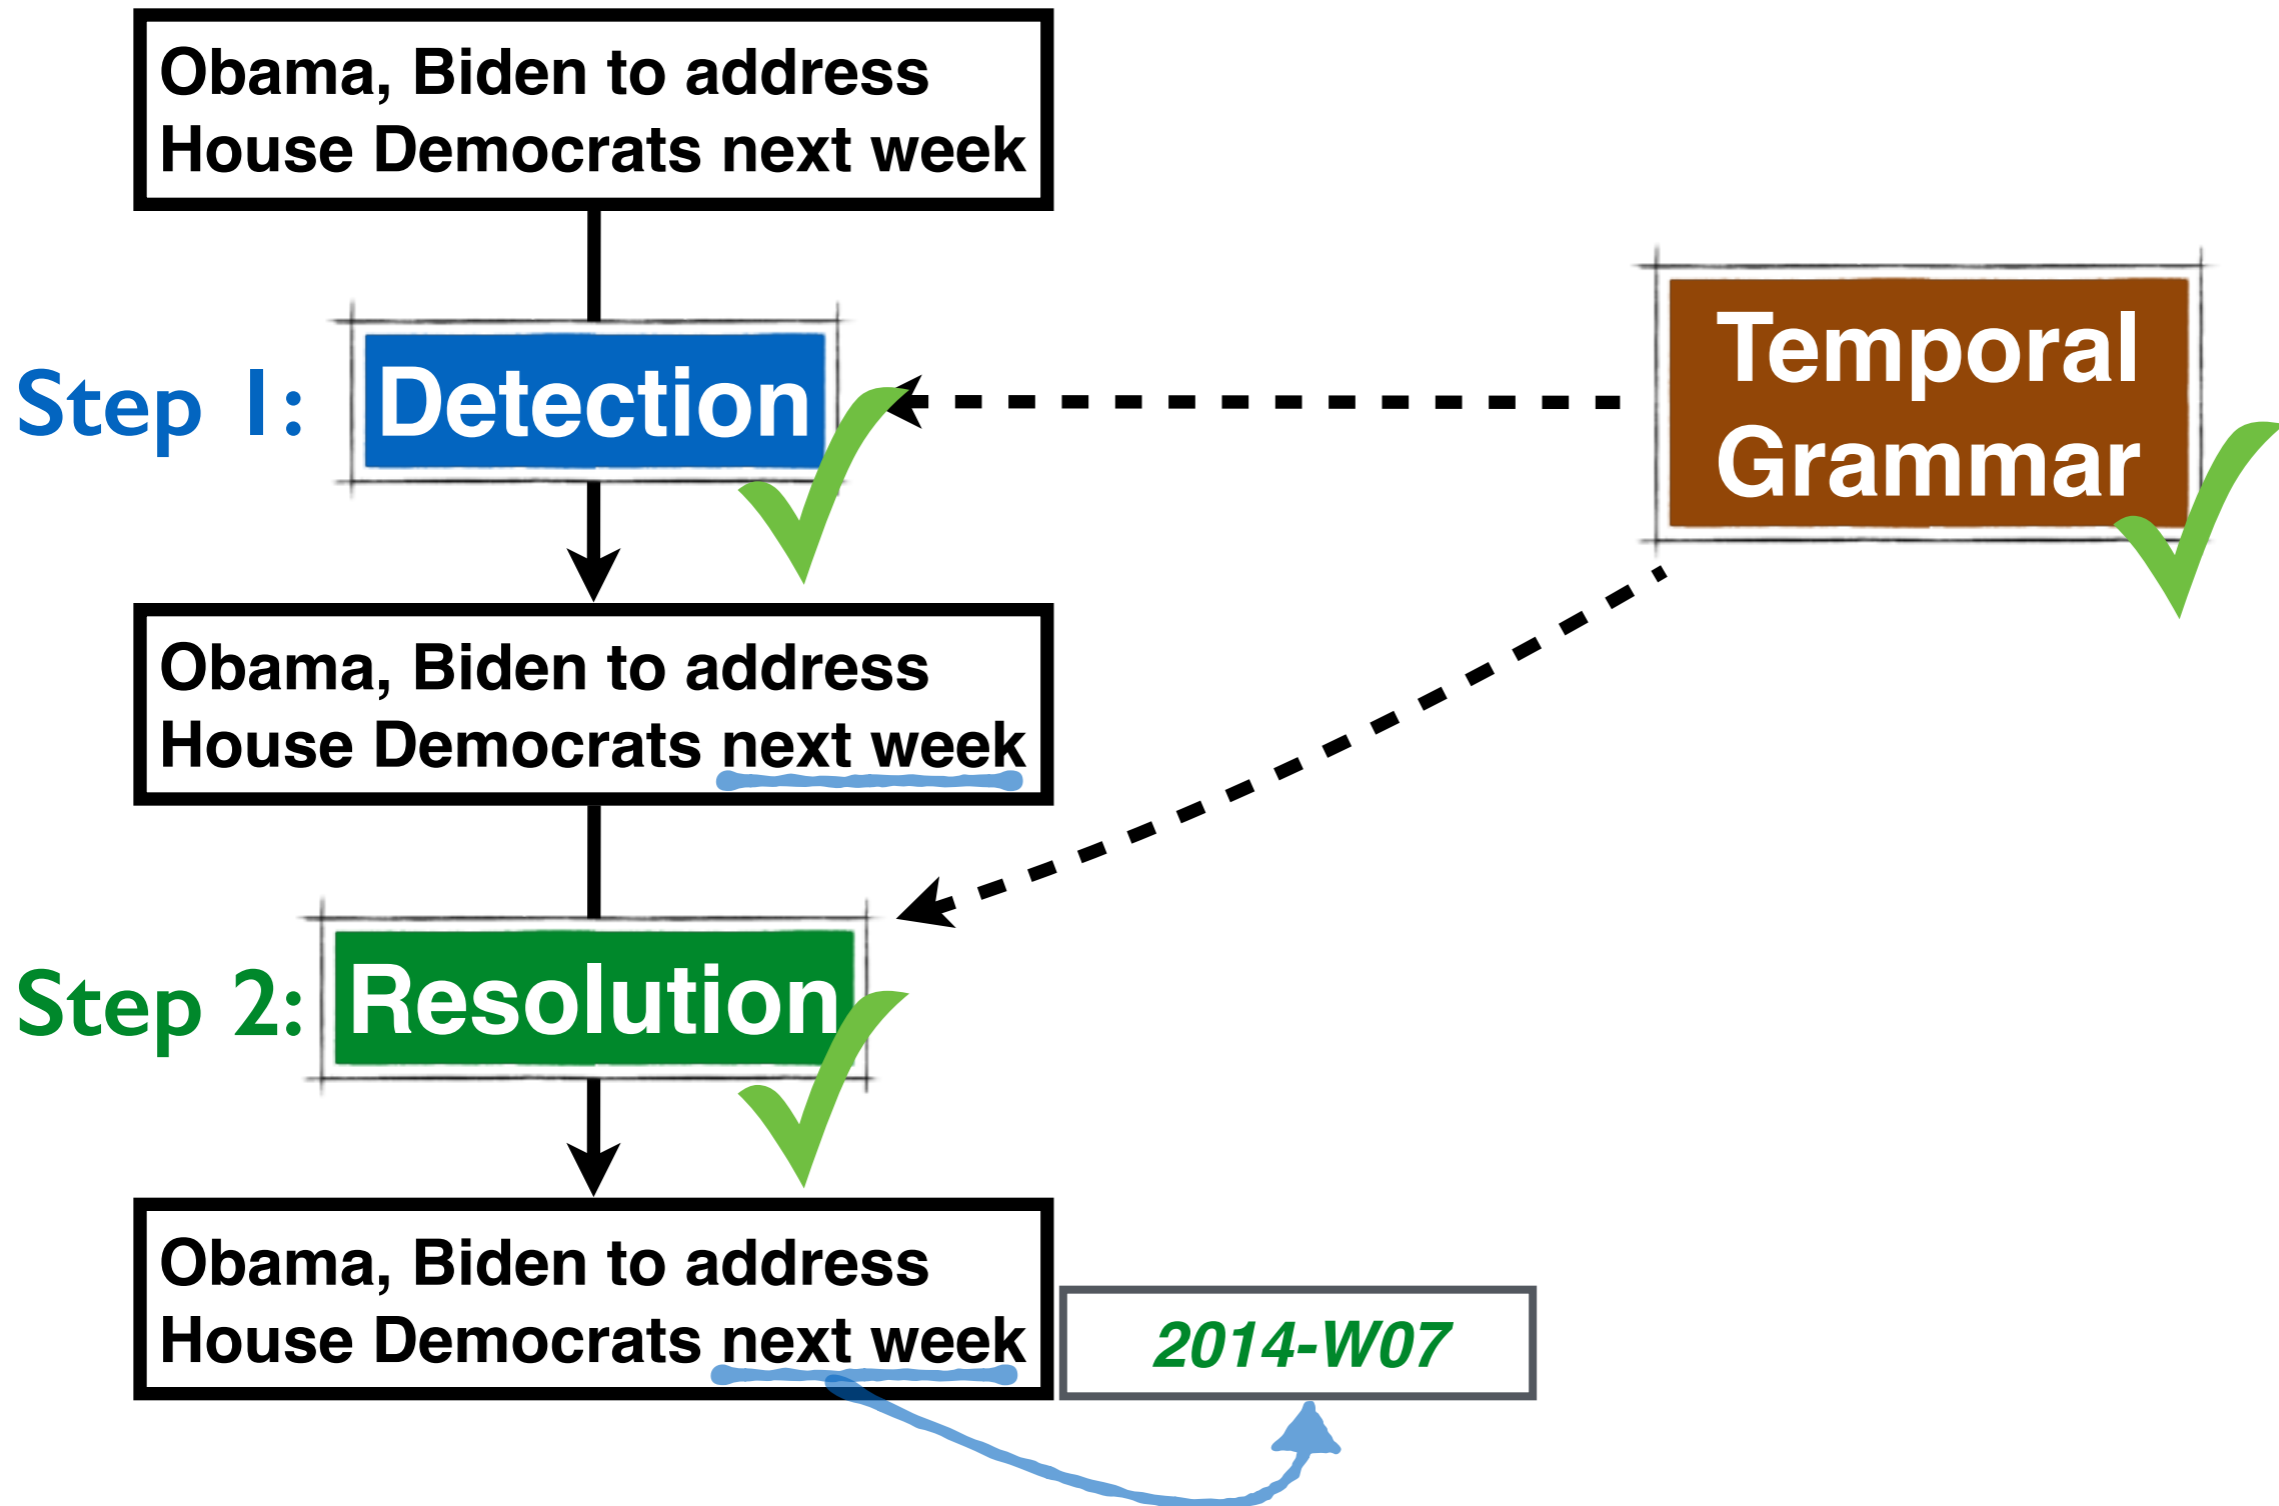 Obama, Biden to address
House Democrats next week
Step 1:
Detection
Temporal
Grammar
Obama, Biden to address
House Democrats next week
Step 2:
Resolution
Obama, Biden to address
House Democrats next week
2014-W07